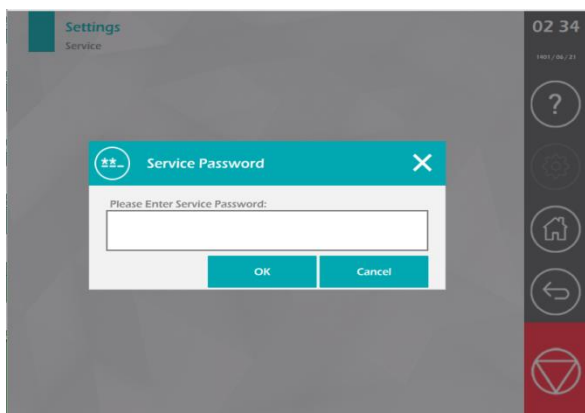 Settings
Service
02 34
1401/06/21
?
**_
Service Password
Please Enter Service Password:
OK
Cancel